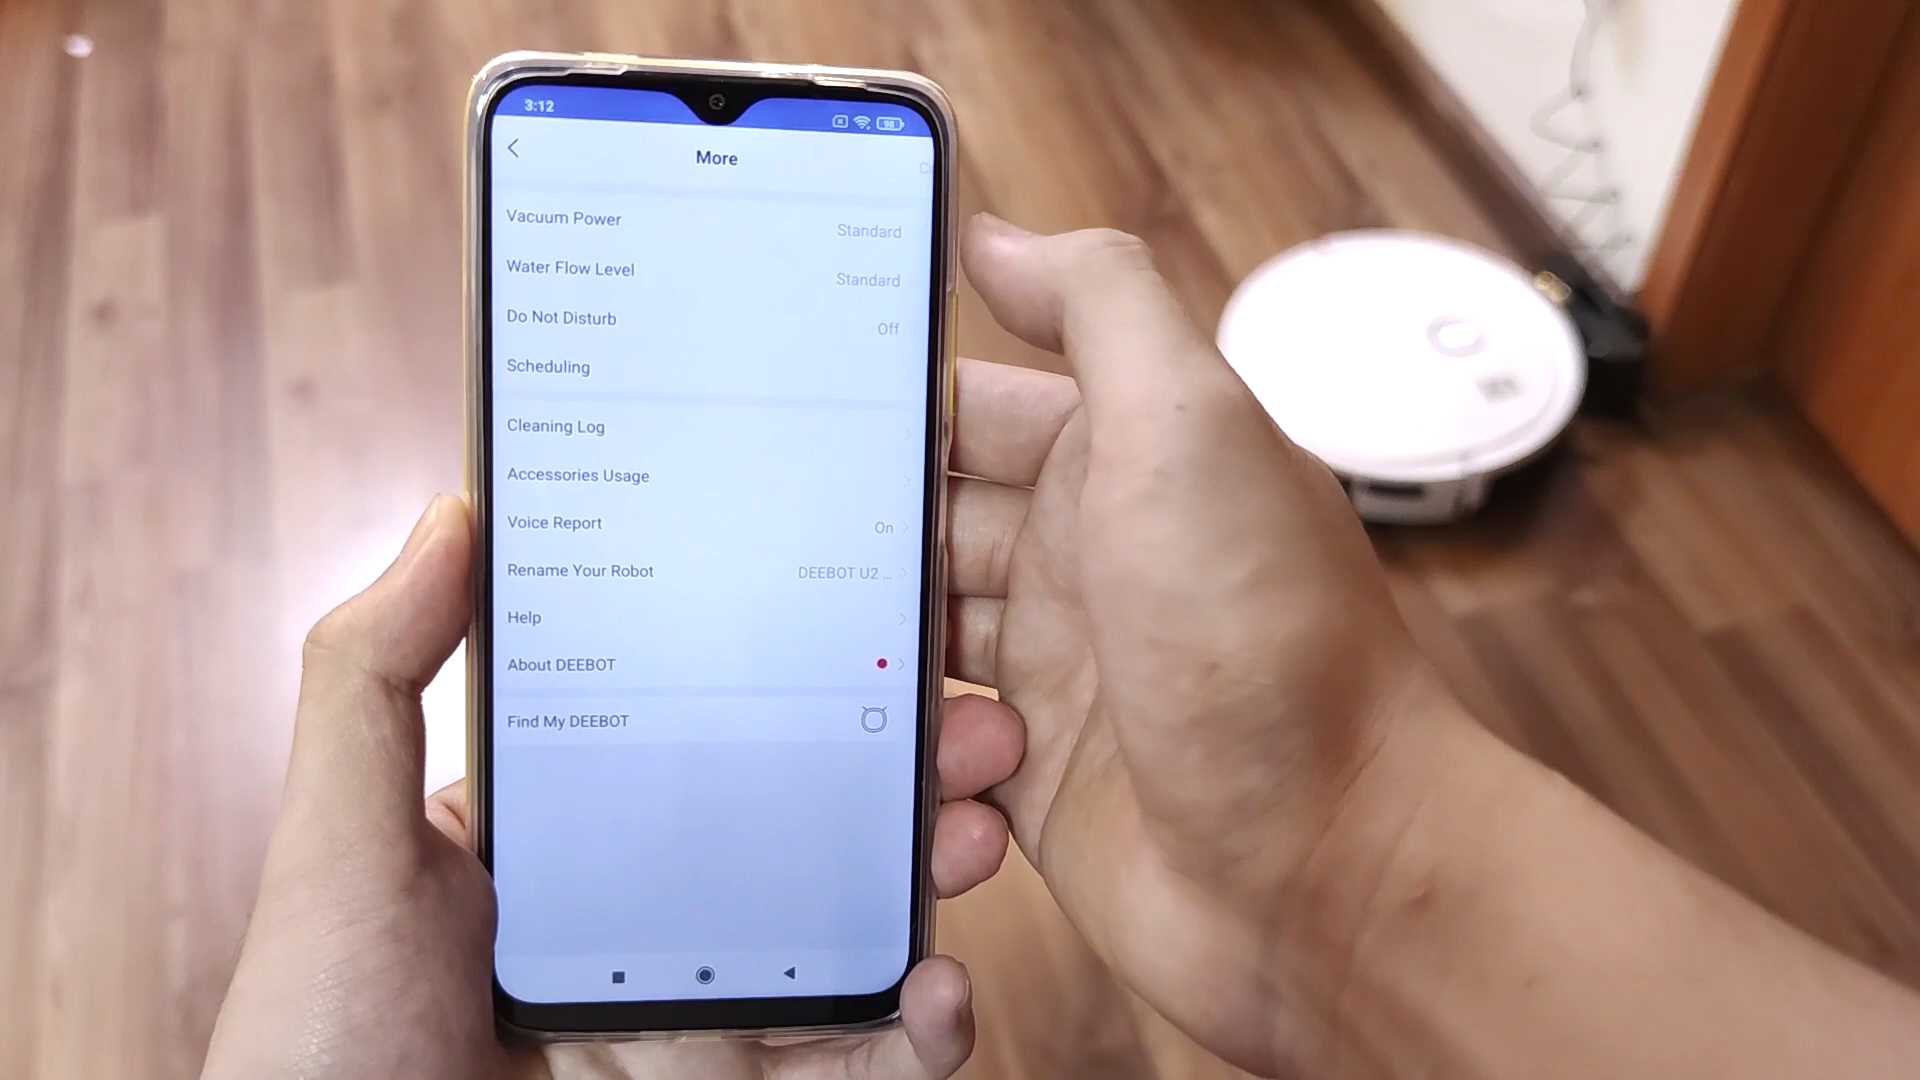 3:12
98
More
Vacuum Power Standard
Water Flow Level Standard
Do Not Disturb Off
Scheduling
Cleaning Log
Accessories Usage
Voice Report On
Rename Your Robot DEEBOT U2 ...
Help
About DEEBOT
Find My DEEBOT